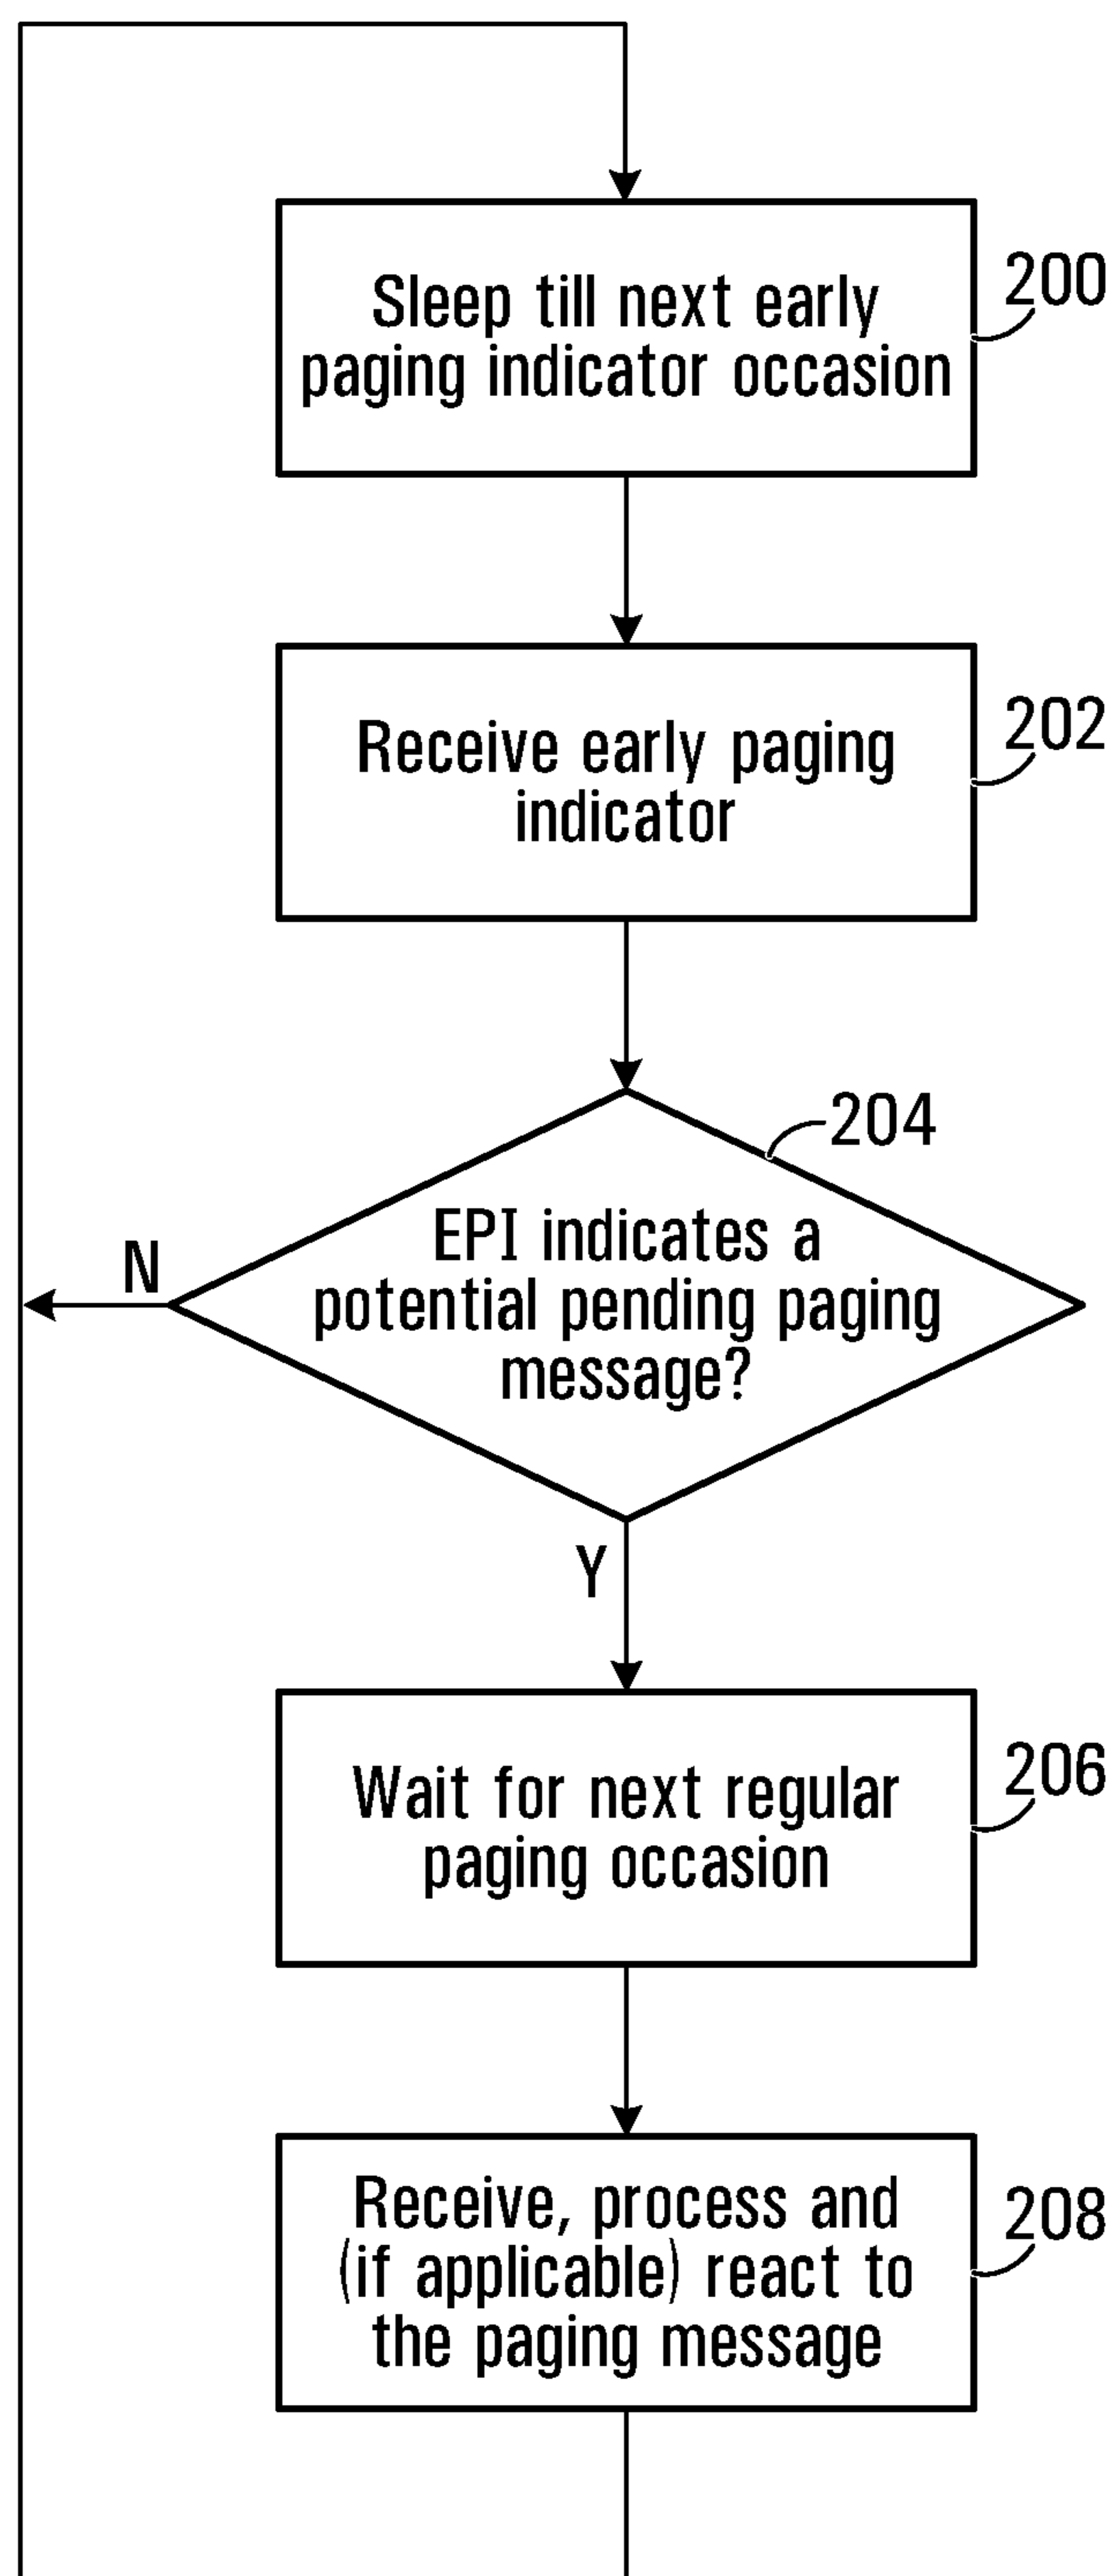 Sleep till next early
paging indicator occasion
200
Receive early paging
indicator
202
204
EPI indicates a
potential pending paging
message?
N
Y
Wait for next regular
paging occasion
206
Receive, process and
(if applicable) react to
the paging message
208